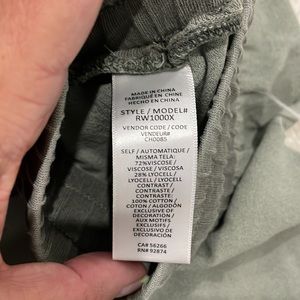 MADE IN CHINA
FABRIQUÉ EN CHINE
HECHO EN CHINA
STYLE / MODEL#
RW1000X
VENDOR CODE / CODE
VENDEUR#
CH0085
SELF / AUTOMATIQUE /
MISMA TELA:
72%VISCOSE /
VISCOSE / VISCOSA
28% LYOCELL /
LYOCELL / LYOCELL
CONTRAST /
CONTRASTE /
CONTRASTE:
100% COTTON /
COTON / ALGODÓN
EXCLUSIVE OF
DECORATION /
AUX MOTIFS
EXCLUSIFS /
EXCLUSIVO DE
DECORACIÓN
CA# 56266
RN# 92874